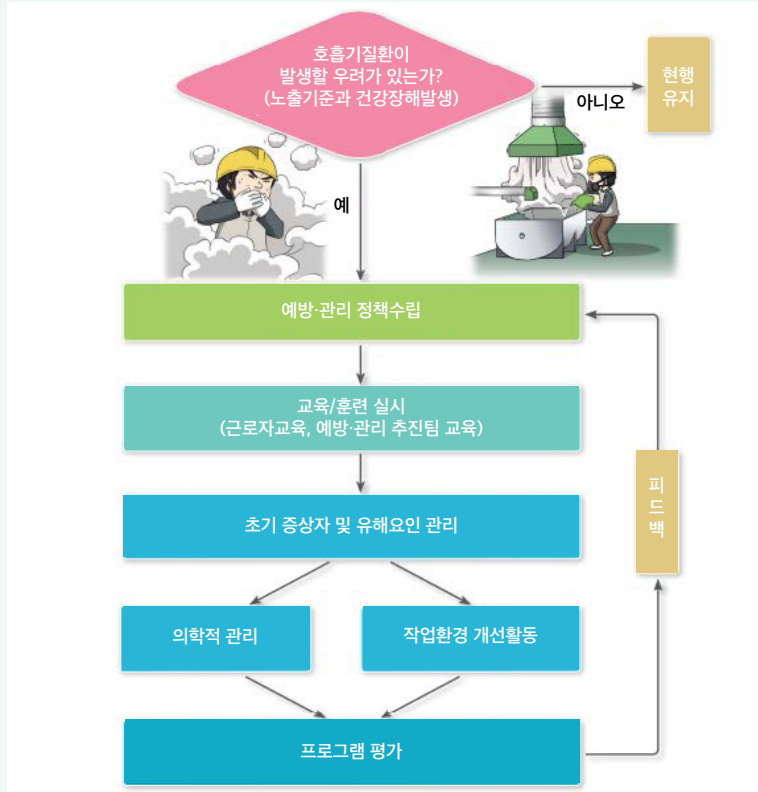 호흡기질환이
발생할 우려가 있는가?
(노출기준과 건강장해발생)
아니오
현행
유지
예
예방·관리 정책수립
교육/훈련 실시
(근로자교육, 예방·관리 추진팀 교육)
초기 증상자 및 유해요인 관리
피
드
백
의학적 관리
작업환경 개선활동
프로그램 평가